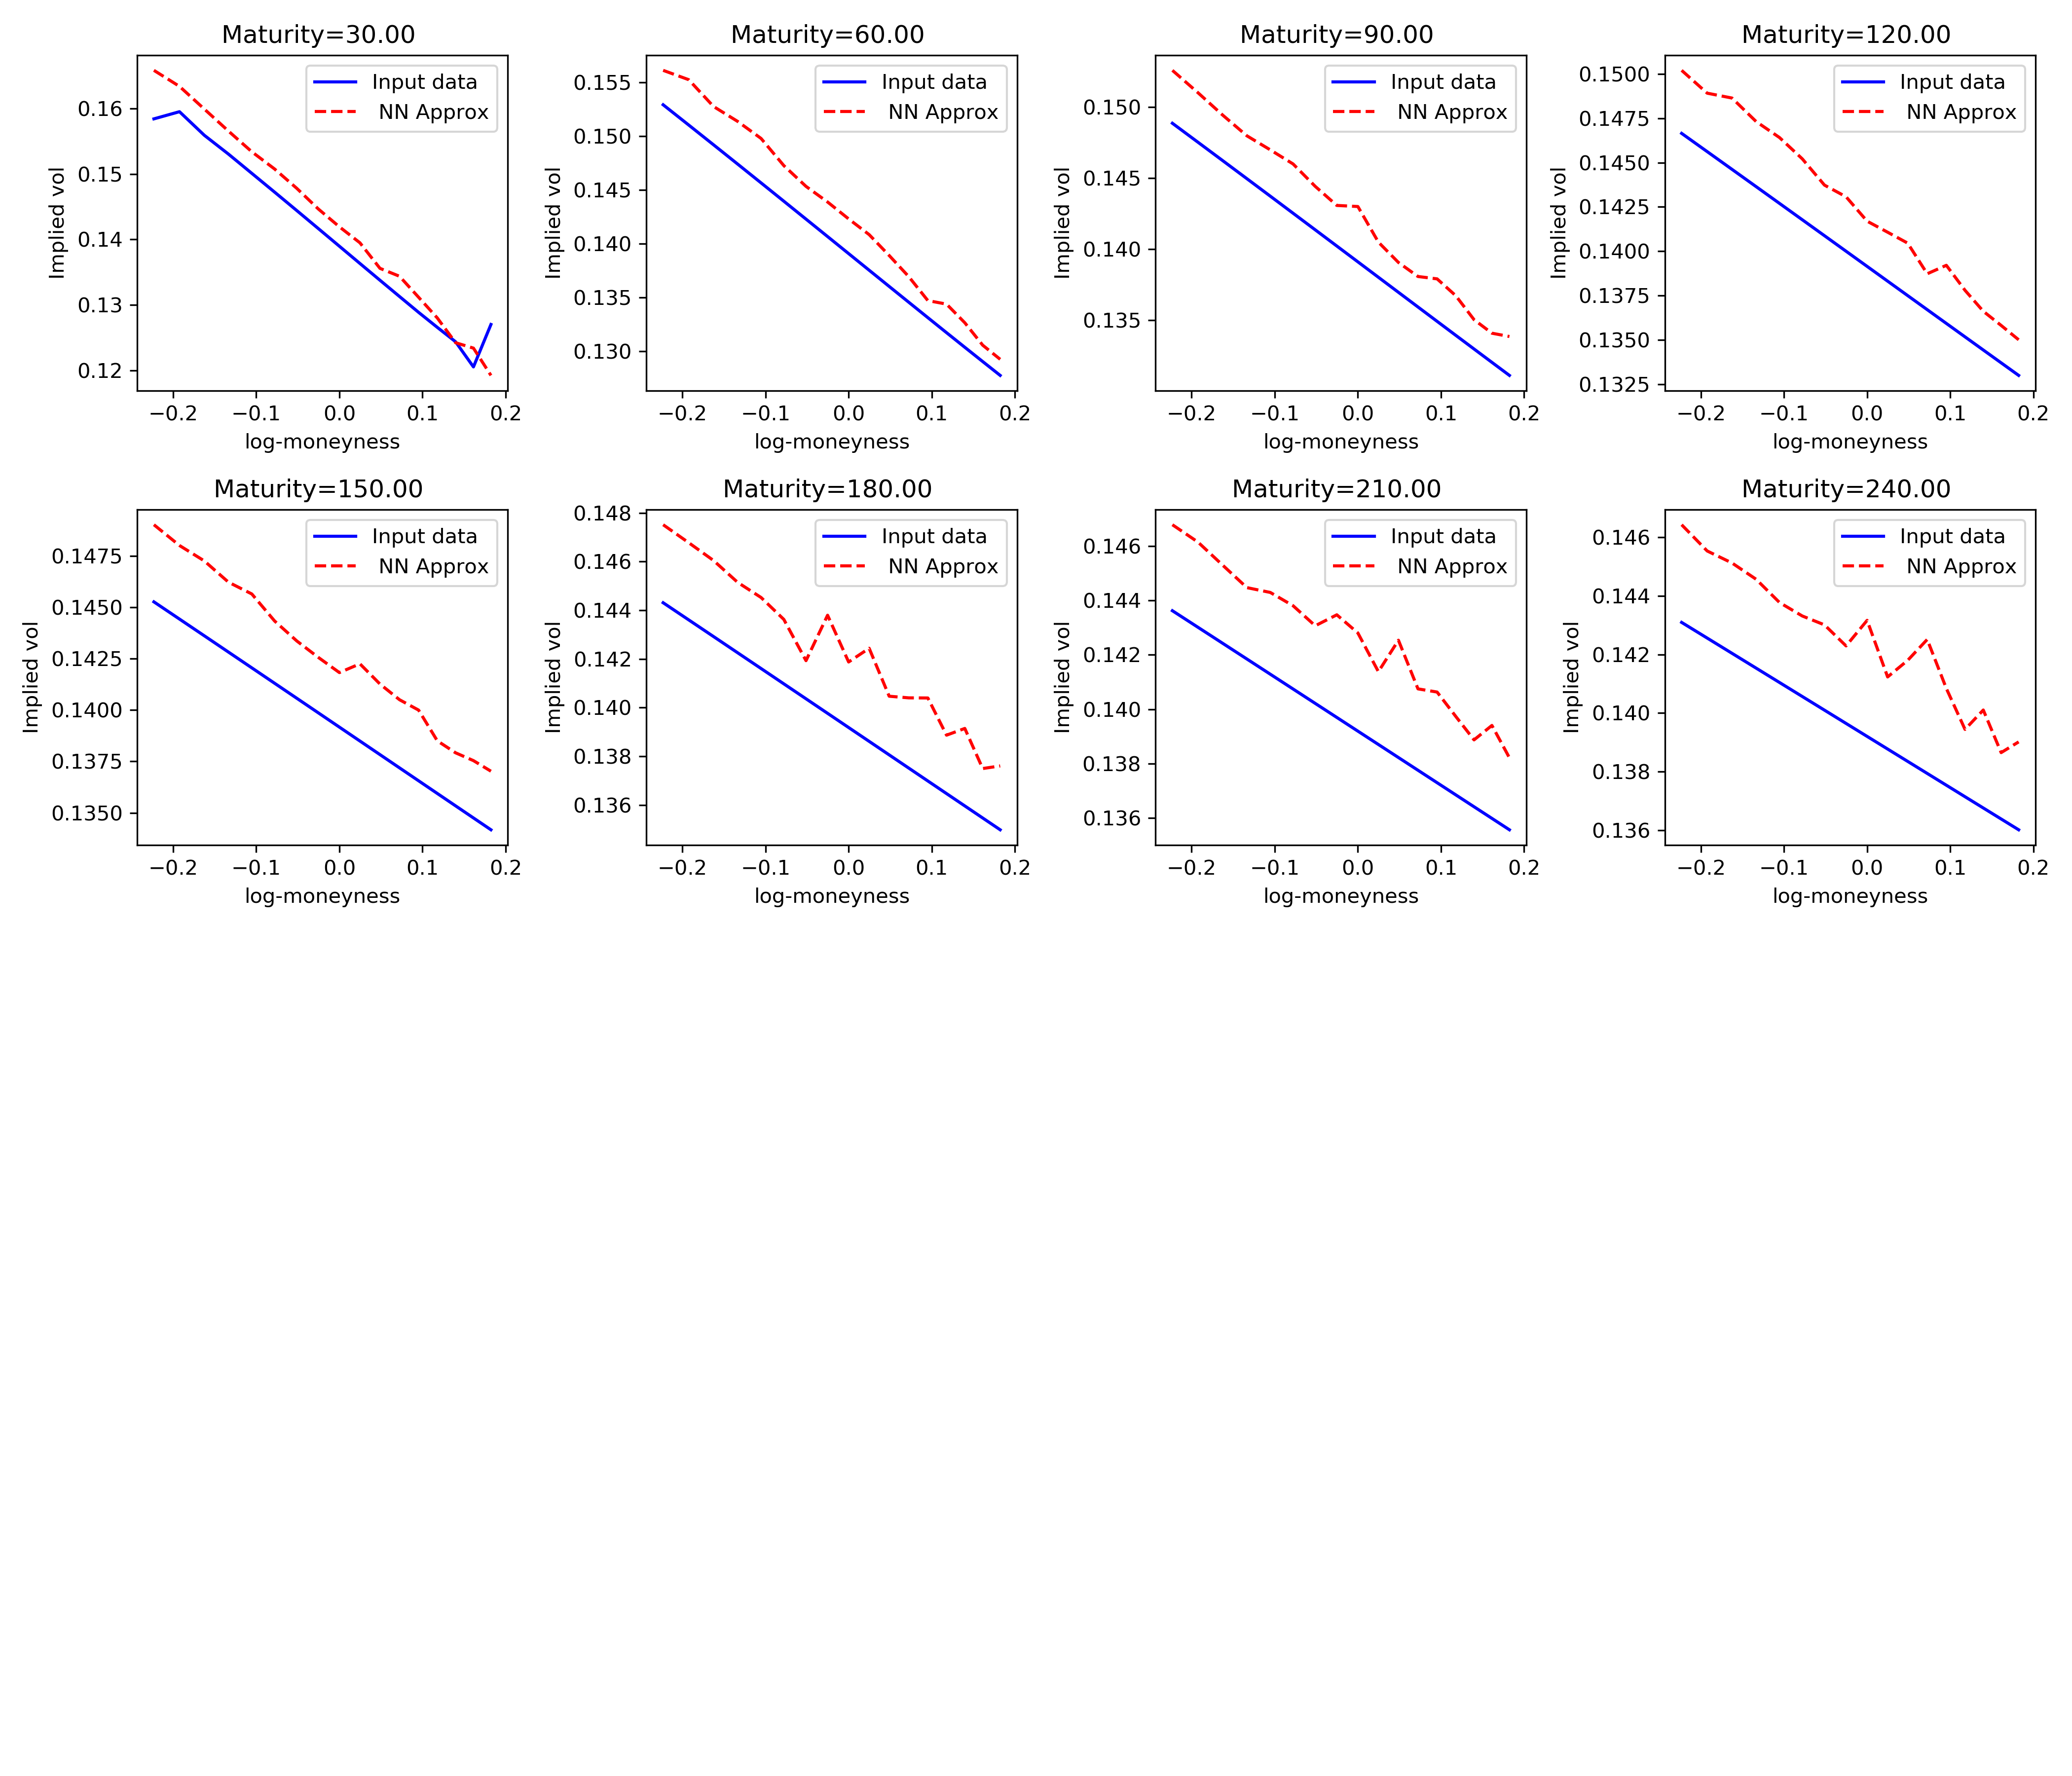 Maturity=30.00
Input data
NN Approx
0.16
0.15
0.14
0.13
0.12
Implied vol
−0.2 −0.1 0.0 0.1 0.2
log-moneyness
Maturity=60.00
Input data
NN Approx
0.155
0.150
0.145
0.140
0.135
0.130
Implied vol
−0.2 −0.1 0.0 0.1 0.2
log-moneyness
Maturity=90.00
Input data
NN Approx
0.150
0.145
0.140
0.135
Implied vol
−0.2 −0.1 0.0 0.1 0.2
log-moneyness
Maturity=120.00
Input data
NN Approx
0.1500
0.1475
0.1450
0.1425
0.1400
0.1375
0.1350
0.1325
Implied vol
−0.2 −0.1 0.0 0.1 0.2
log-moneyness
Maturity=150.00
Input data
NN Approx
0.1475
0.1450
0.1425
0.1400
0.1375
0.1350
Implied vol
−0.2 −0.1 0.0 0.1 0.2
log-moneyness
Maturity=180.00
Input data
NN Approx
0.148
0.146
0.144
0.142
0.140
0.138
0.136
Implied vol
−0.2 −0.1 0.0 0.1 0.2
log-moneyness
Maturity=210.00
Input data
NN Approx
0.146
0.144
0.142
0.140
0.138
0.136
Implied vol
−0.2 −0.1 0.0 0.1 0.2
log-moneyness
Maturity=240.00
Input data
NN Approx
0.146
0.144
0.142
0.140
0.138
0.136
Implied vol
−0.2 −0.1 0.0 0.1 0.2
log-moneyness